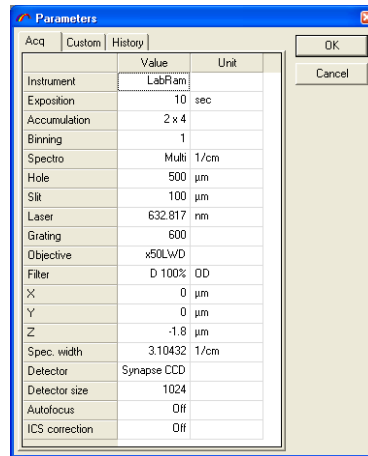 Parameters
Acq Custom History
OK
Cancel
Value Unit
Instrument LabRam
Exposition 10 sec
Accumulation 2 x 4
Binning 1
Spectro Multi 1/cm
Hole 500 µm
Slit 100 µm
Laser 632.817 nm
Grating 600
Objective x50LWD
Filter D 100% OD
X 0 µm
Y 0 µm
Z -1.8 µm
Spec. width 3.10432 1/cm
Detector Synapse CCD
Detector size 1024
Autofocus Off
ICS correction Off